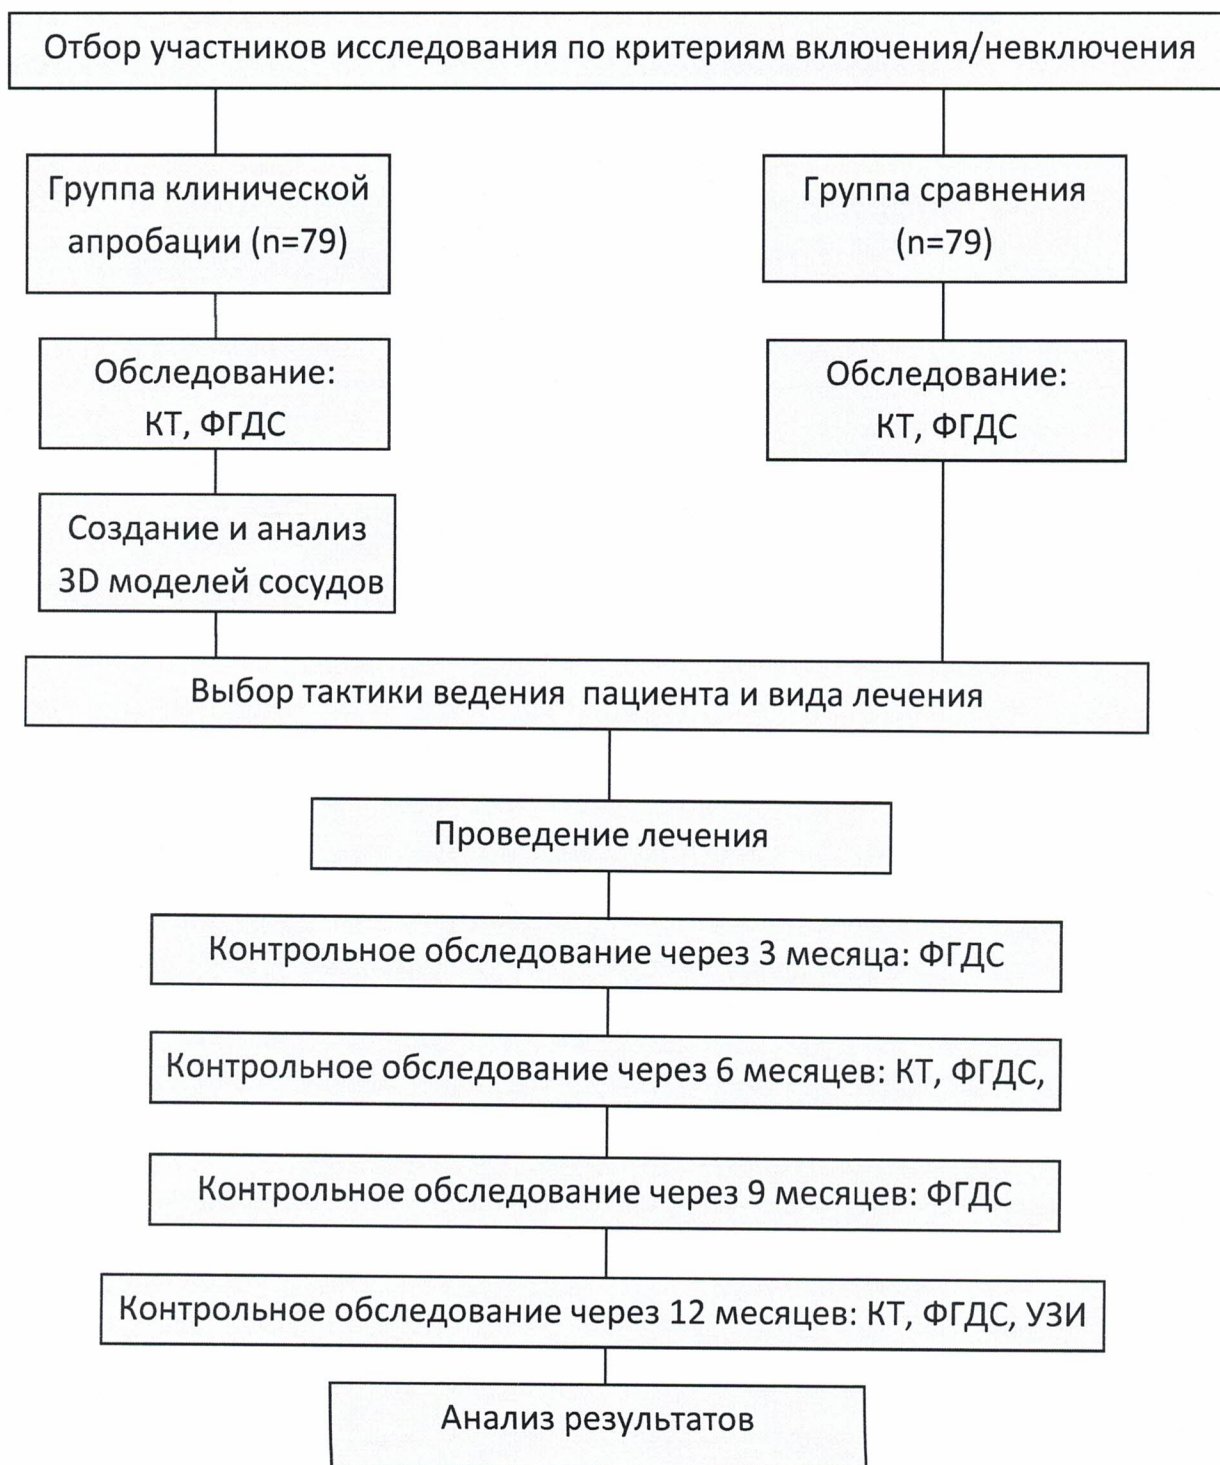 Отбор участников исследования по критериям включения/невключения
Группа клинической
апробации (n=79)
Группа сравнения
(n=79)
Обследование:
КТ, ФГДС
Обследование:
КТ, ФГДС
Создание и анализ
3D моделей сосудов
Выбор тактики ведения пациента и вида лечения
Проведение лечения
Контрольное обследование через 3 месяца: ФГДС
Контрольное обследование через 6 месяцев: КТ, ФГДС,
Контрольное обследование через 9 месяцев: ФГДС
Контрольное обследование через 12 месяцев: КТ, ФГДС, УЗИ
Анализ результатов